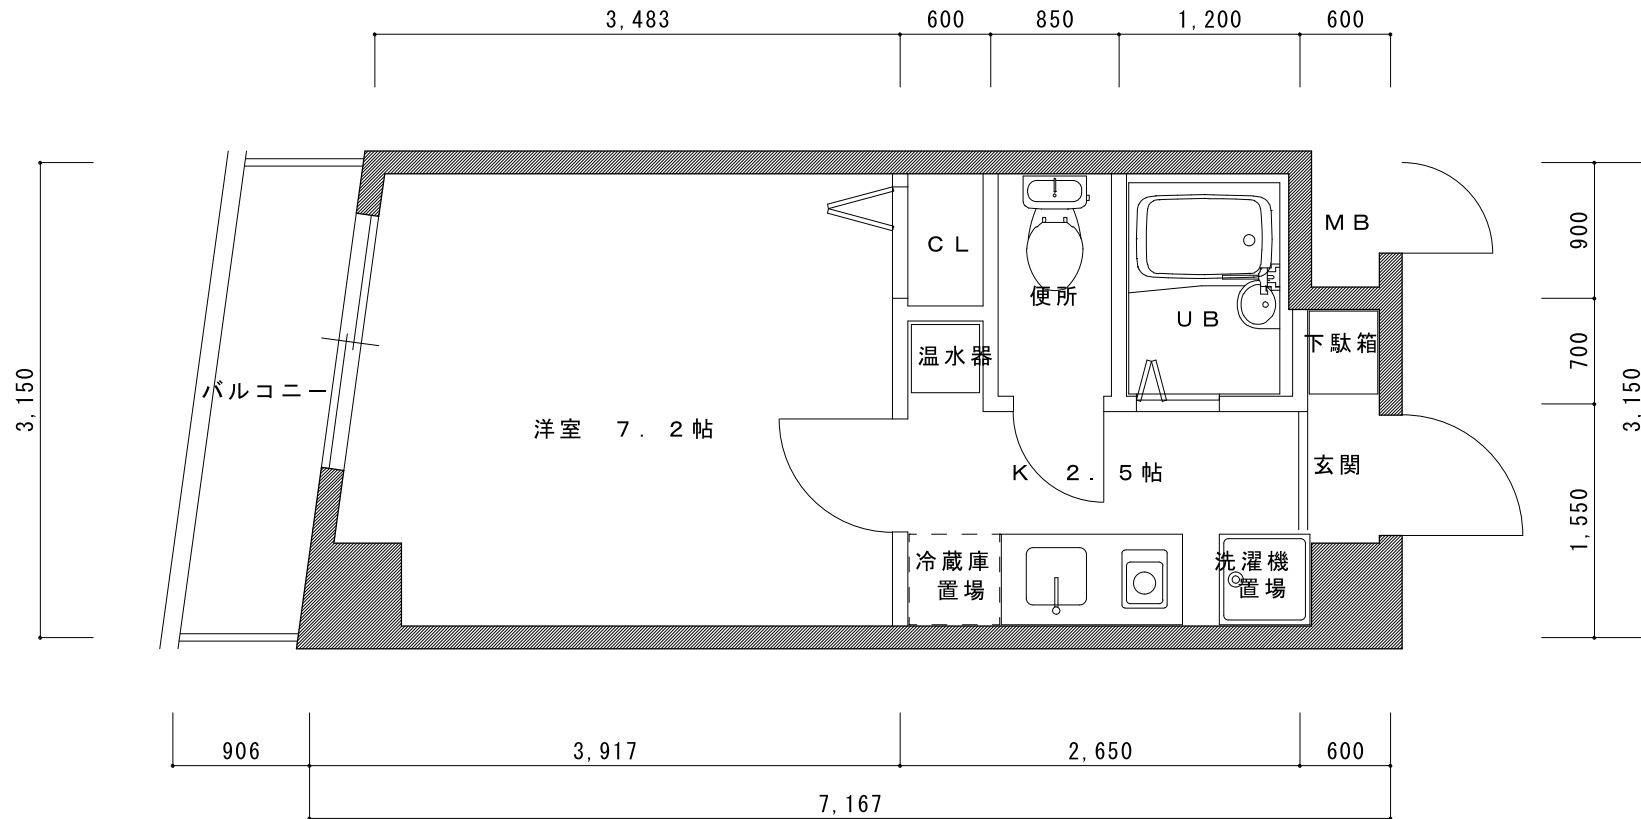 3,483
600
850
1,200
600
MB
CL
便所
UB
温水器
下駄箱
バルコニー
洋室 7.2帖
K 2.5帖
玄関
冷蔵庫
置場
洗濯機
置場
3,150
900
700
1,550
3,150
906
3,917
2,650
600
7,167